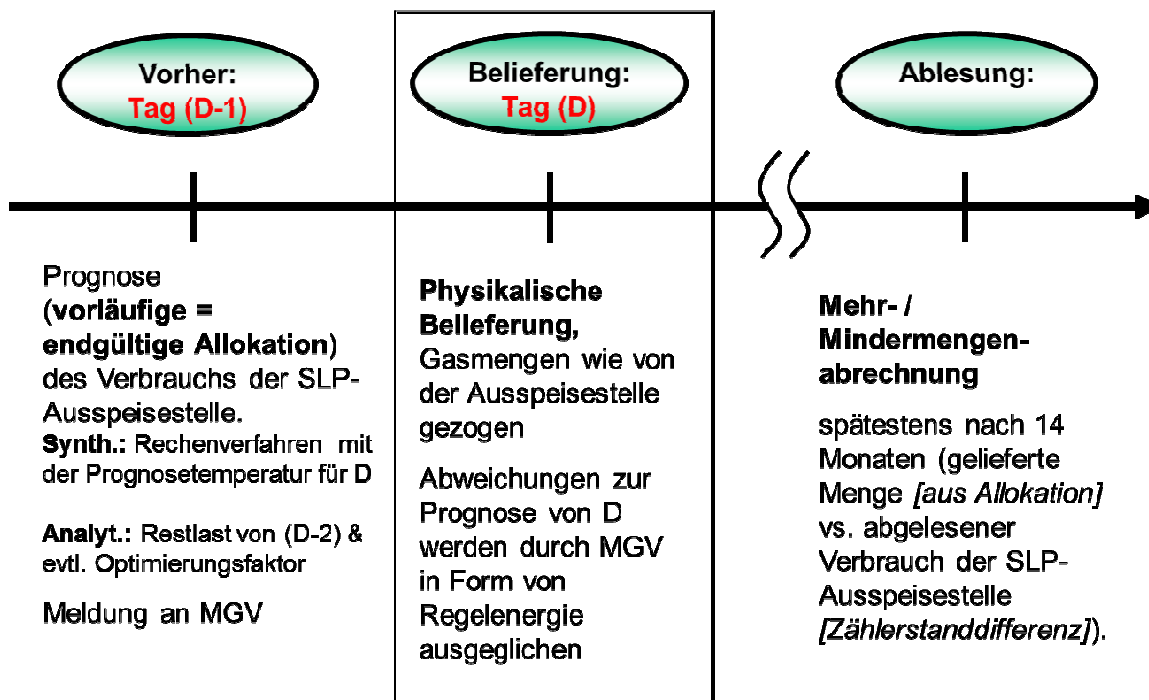 Vorher:
Tag (D-1)
Belieferung:
Tag (D)
Ablesung:
Prognose
(vorläufige =
endgültige Allokation)
des Verbrauchs der SLP-
Ausspeisestelle.
Synth.: Rechenverfahren mit
der Prognosetemperatur für D
Analyt.: Restlast von (D-2) &
evtl. Optimierungsfaktor
Meldung an MGV
Physikalische
Belieferung,
Gasmengen wie von
der Ausspeisestelle
gezogen
Abweichungen zur
Prognose von D
werden durch MGV
in Form von
Regelenergie
ausgeglichen
Mehr- /
Mindermengen-
abrechnung
spätestens nach 14
Monaten (gelieferte
Menge [aus Allokation]
vs. abgelesener
Verbrauch der SLP-
Ausspeisestelle
[Zählerstanddifferenz]).